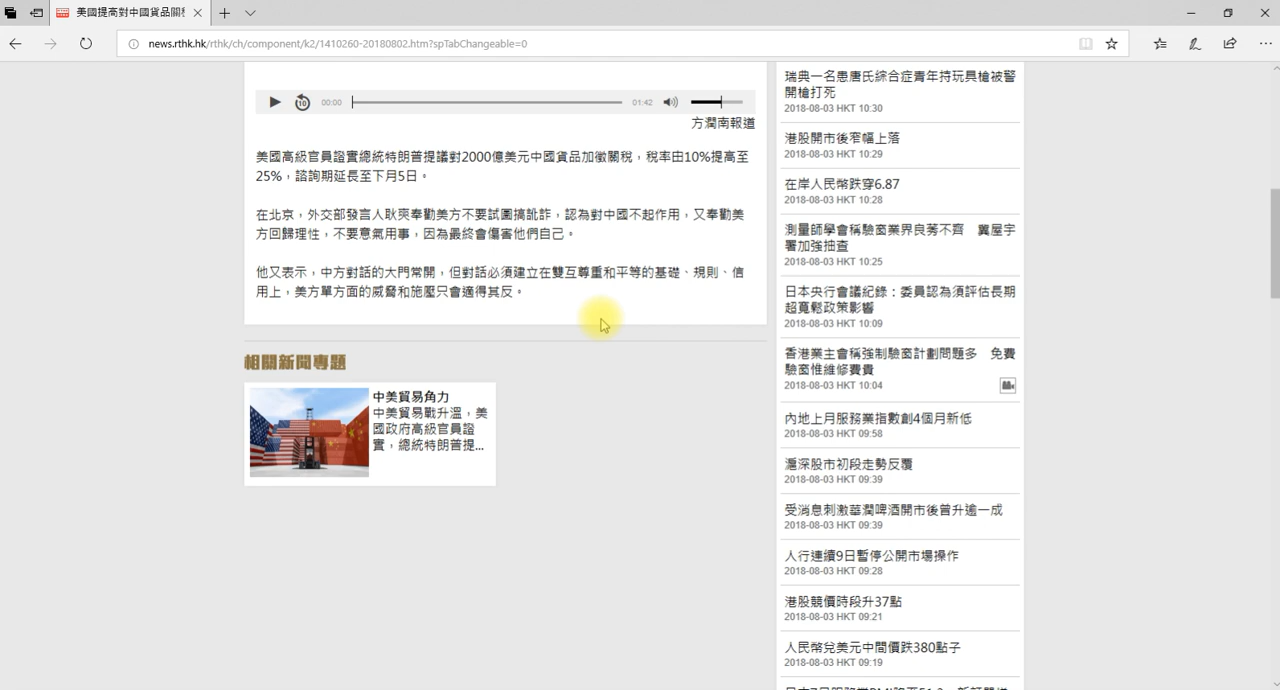 美國提高對中國貨品關
news.rthk.hk/rthk/ch/component/k2/1410260-20180802.htm?spTabChangeable=0
10
00:00
01:42
方潤南報道
美國高級官員證實總統特朗普提議對2000億美元中國貨品加徵關稅，稅率由10%提高至
25%，諮詢期延長至下月5日。
在北京，外交部發言人耿爽奉勸美方不要試圖搞訛詐，認為對中國不起作用，又奉勸美
方回歸理性，不要意氣用事，因為最終會傷害他們自己。
他又表示，中方對話的大門常開，但對話必須建立在雙互尊重和平等的基礎、規則、信
用上，美方單方面的威脅和施壓只會適得其反。
相關新聞專題
中美貿易角力
中美貿易戰升溫，美
國政府高級官員證
實，總統特朗普提...
瑞典一名患唐氏綜合症青年持玩具槍被警
開槍打死
2018-08-03 HKT 10:30
港股開市後窄幅上落
2018-08-03 HKT 10:29
在岸人民幣跌穿6.87
2018-08-03 HKT 10:28
測量師學會稱驗窗業界良莠不齊　冀屋宇
署加強抽查
2018-08-03 HKT 10:25
日本央行會議紀錄：委員認為須評估長期
超寬鬆政策影響
2018-08-03 HKT 10:09
香港業主會稱強制驗窗計劃問題多　免費
驗窗惟維修費貴
2018-08-03 HKT 10:04
內地上月服務業指數創4個月新低
2018-08-03 HKT 09:58
滬深股市初段走勢反覆
2018-08-03 HKT 09:39
受消息刺激華潤啤酒開市後曾升逾一成
2018-08-03 HKT 09:39
人行連續9日暫停公開市場操作
2018-08-03 HKT 09:28
港股競價時段升37點
2018-08-03 HKT 09:21
人民幣兌美元中間價跌380點子
2018-08-03 HKT 09:19